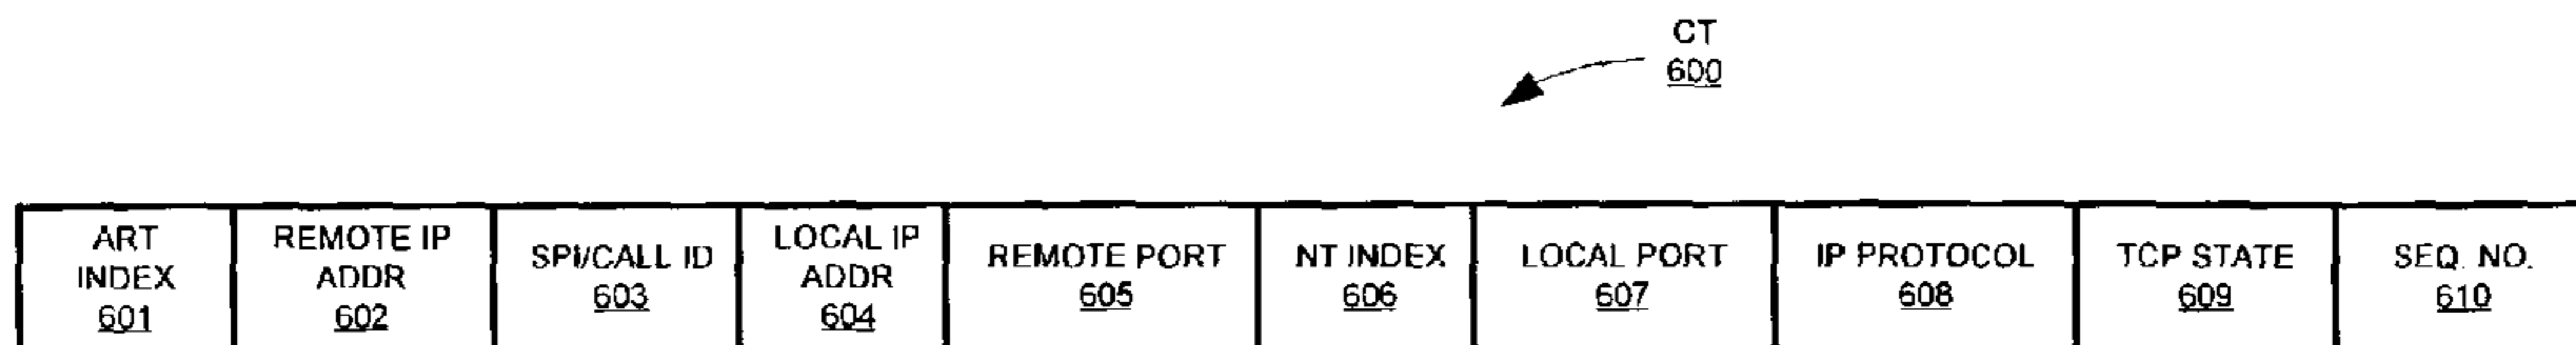 CT
600
ART
INDEX
601
REMOTE IP
ADDR
602
SPI/CALL ID
603
LOCAL IP
ADDR
604
REMOTE PORT
605
NT INDEX
606
LOCAL PORT
607
IP PROTOCOL
608
TCP STATE
609
SEQ. NO.
610